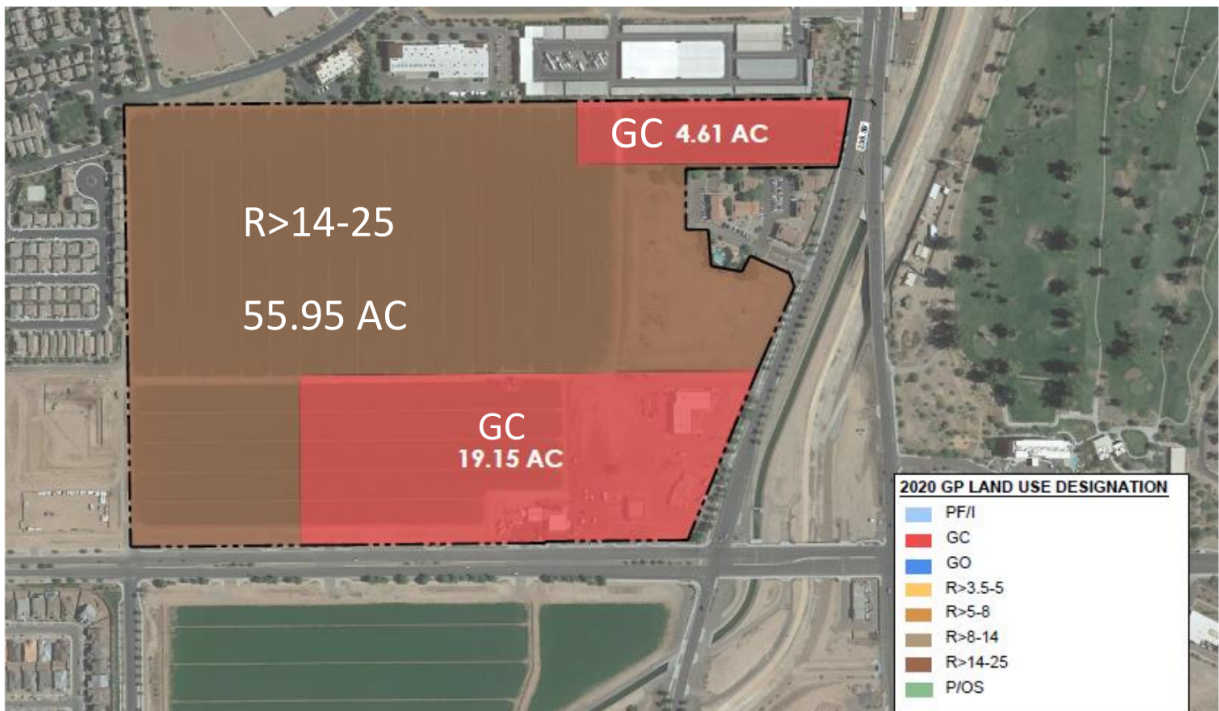 GC 4.61 AC
R>14-25
55.95 AC
GC
19.15 AC
2020 GP LAND USE DESIGNATION
PF/I
GC
GO
R>3.5-5
R>5-8
R>8-14
R>14-25
P/OS